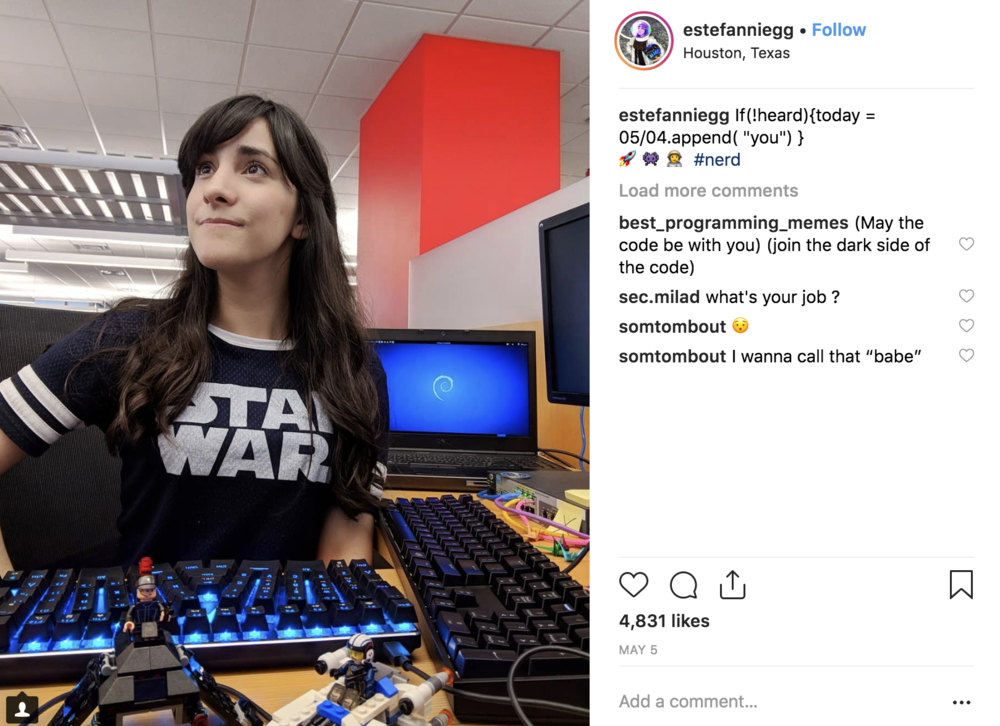 estefanniegg • Follow
Houston, Texas
estefanniegg If(!heard){today =
05/04.append( "you") }
🚀 👾 👩‍🚀 #nerd
Load more comments
best_programming_memes (May the
code be with you) (join the dark side of
the code)
sec.milad what's your job ?
somtombout 😯
somtombout I wanna call that “babe”
STA
WAR
4,831 likes
MAY 5
Add a comment...